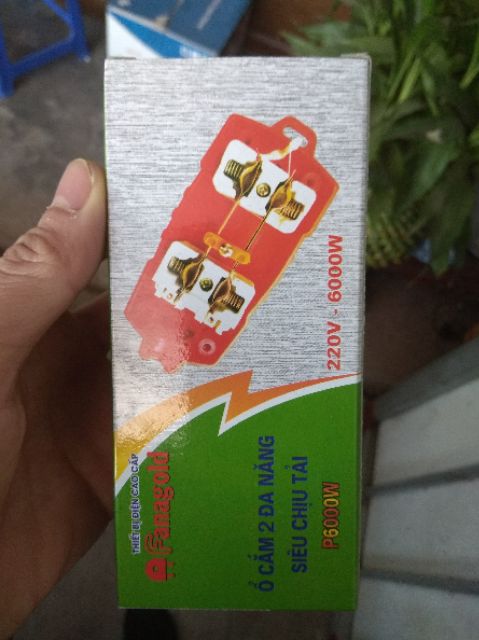 220V - 6000W
THIẾT BỊ ĐIỆN CAO CẤP
Fanagold
Ổ CẮM 2 ĐA NĂNG
SIÊU CHỊU TẢI
P6000W